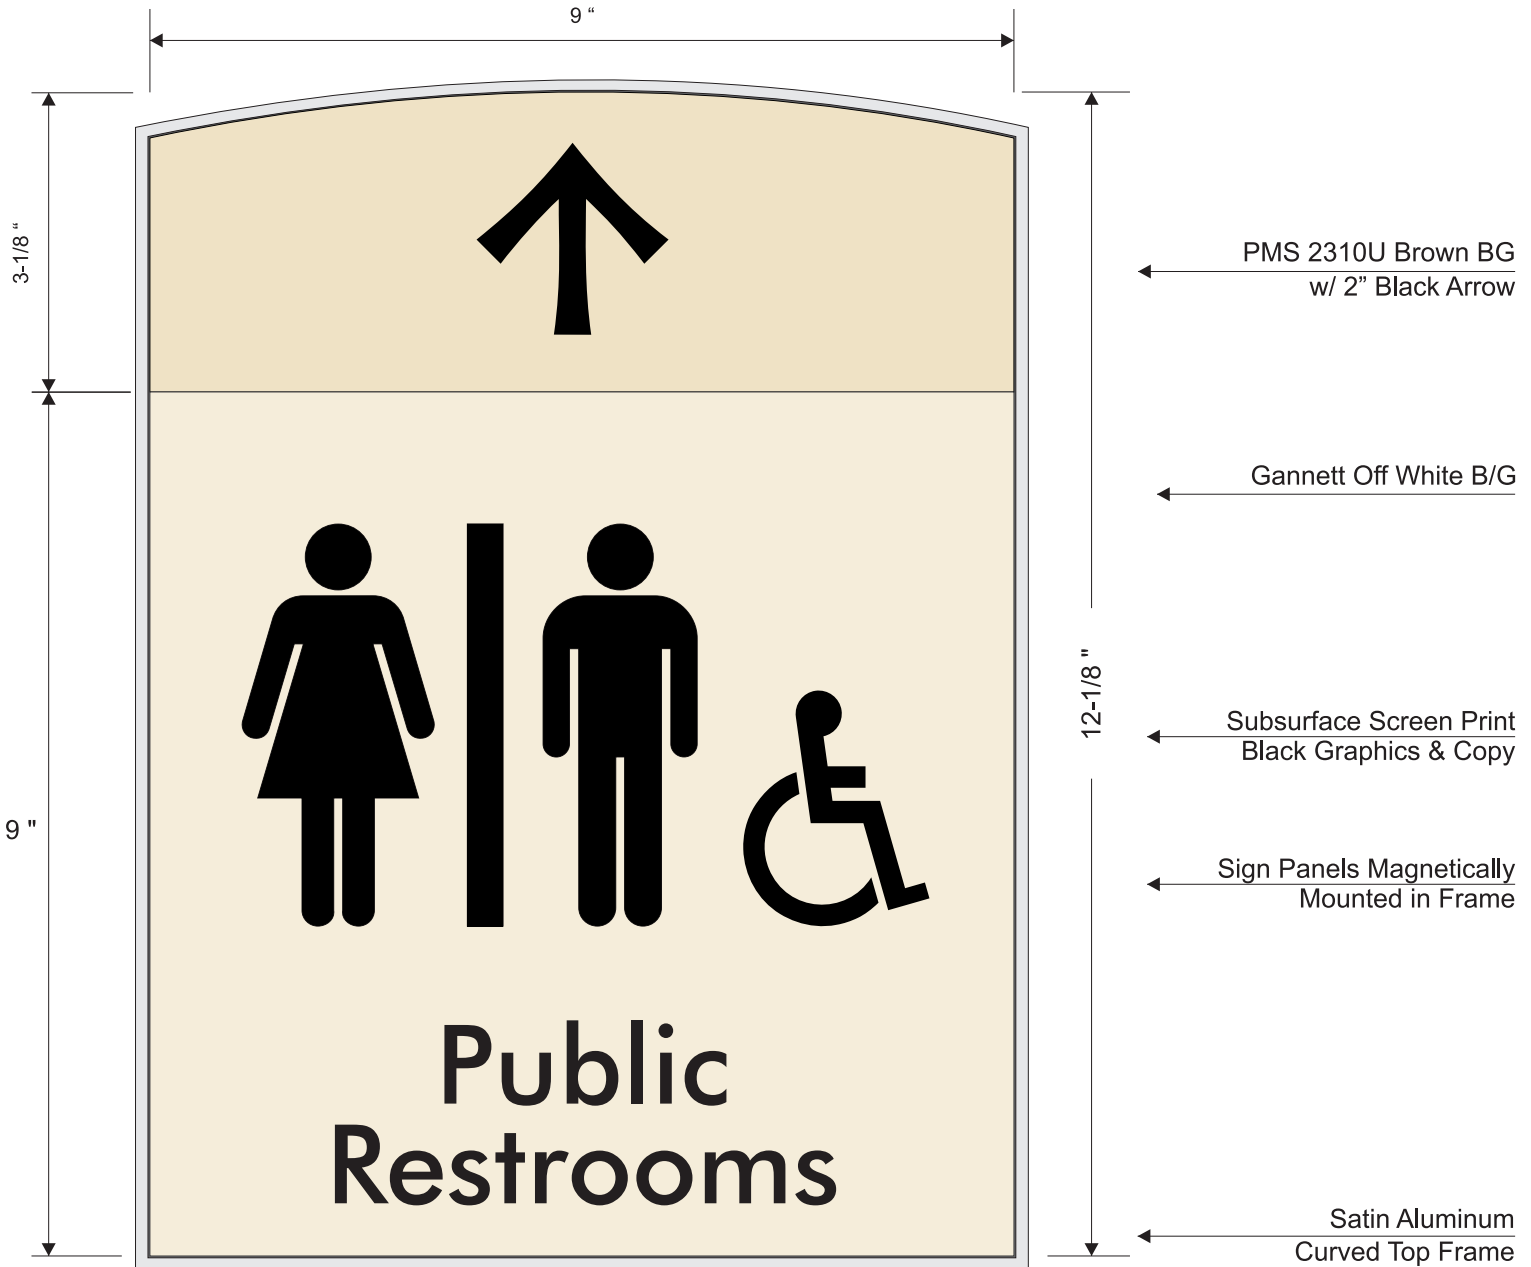 9 “
3-1/8 “
PMS 2310U Brown BG
w/ 2” Black Arrow
Gannett Off White B/G
12-1/8 "
Subsurface Screen Print
Black Graphics & Copy
9 "
Sign Panels Magnetically
Mounted in Frame
Public
Restrooms
Satin Aluminum
Curved Top Frame